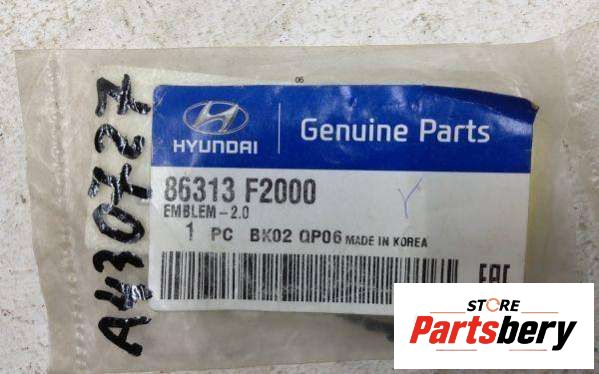 06
A430727
HYUNDAI
Genuine Parts
86313 F2000
EMBLEM-2.0
Y
1 PC BK02 QP06 MADE IN KOREA
EAC
STORE
Partsbery